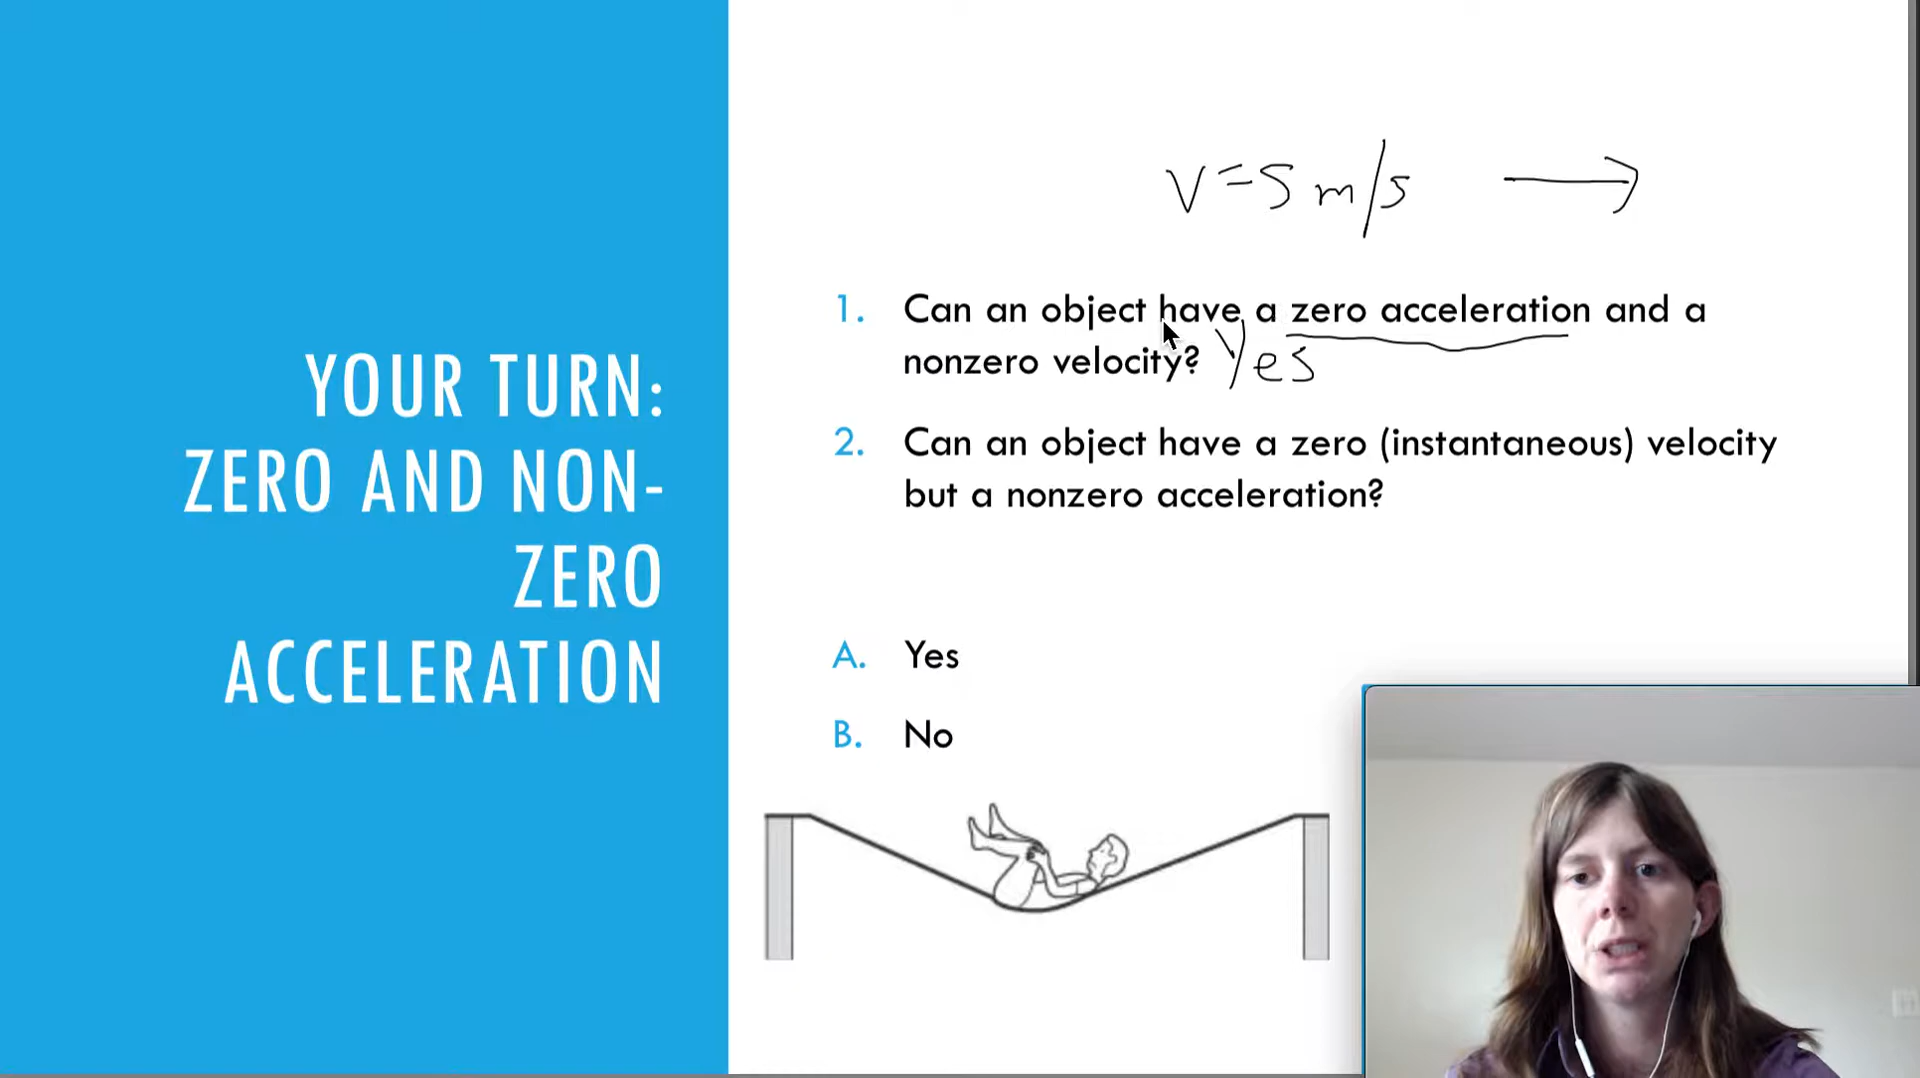 YOUR TURN:
ZERO AND NON-
ZERO
ACCELERATION
V=5 m/s
1. Can an object have a zero acceleration and a
nonzero velocity? Yes
2. Can an object have a zero (instantaneous) velocity
but a nonzero acceleration?
A. Yes
B. No